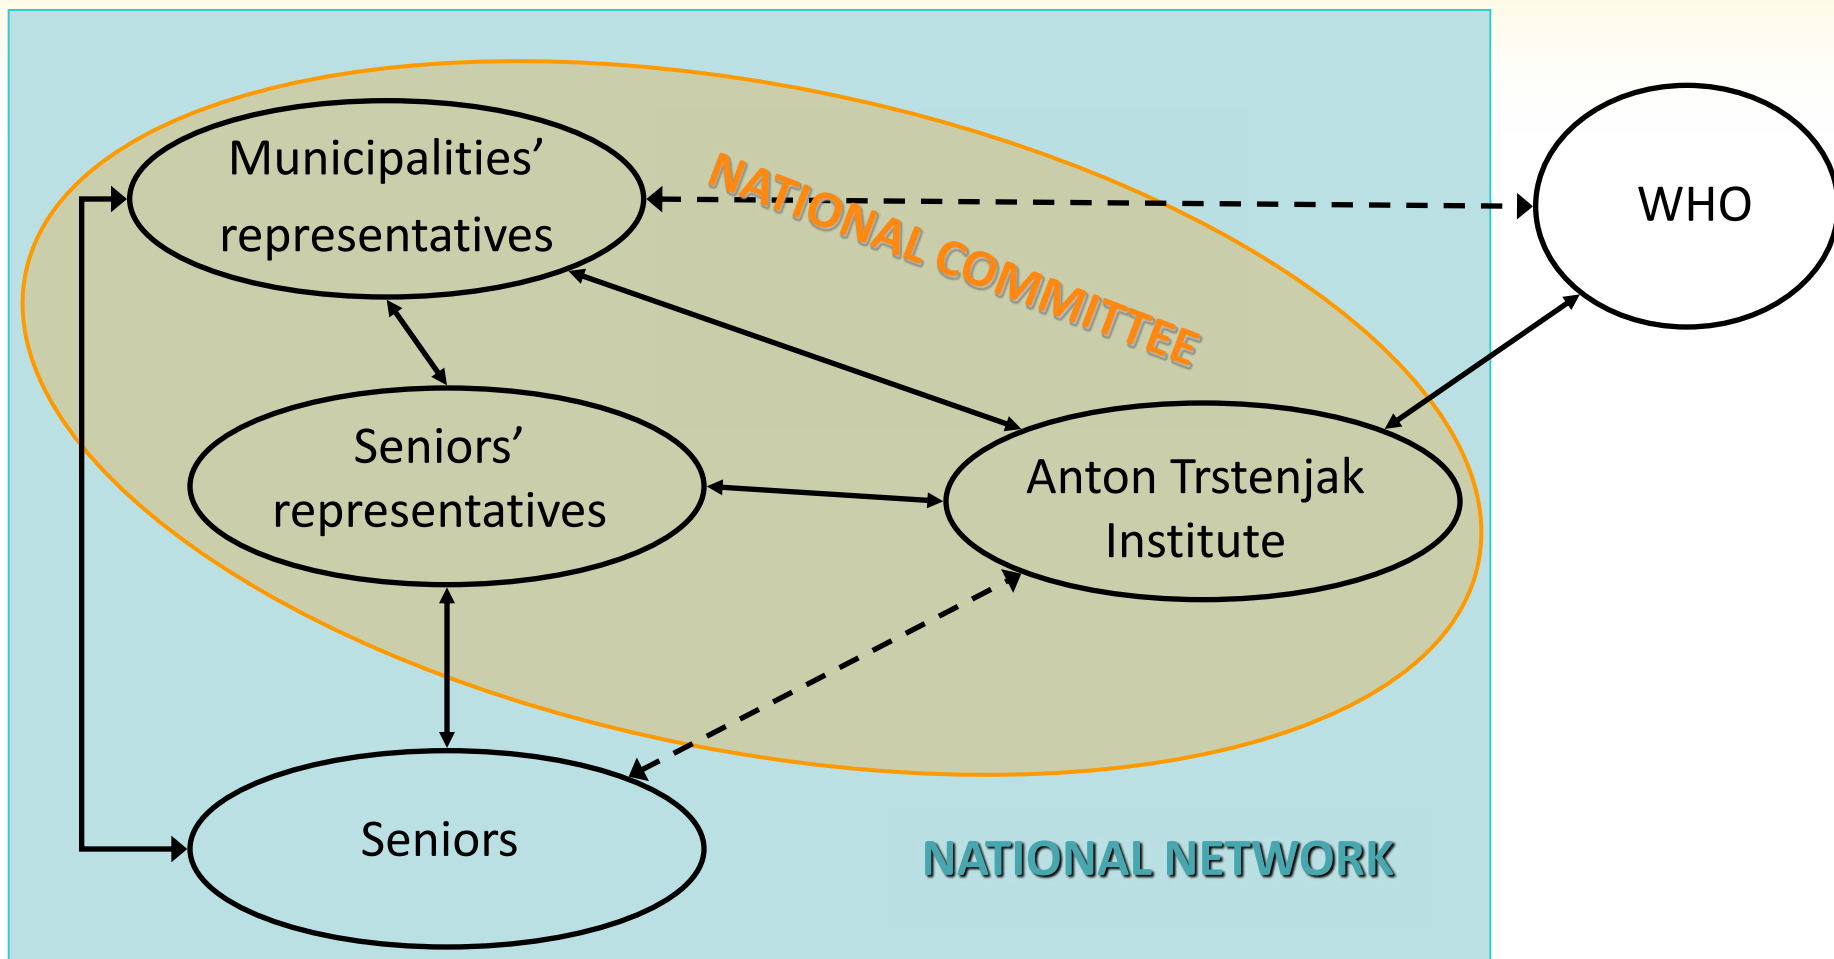 Municipalities’
representatives
NATIONAL COMMITTEE
WHO
Seniors’
representatives
Anton Trstenjak
Institute
Seniors
NATIONAL NETWORK